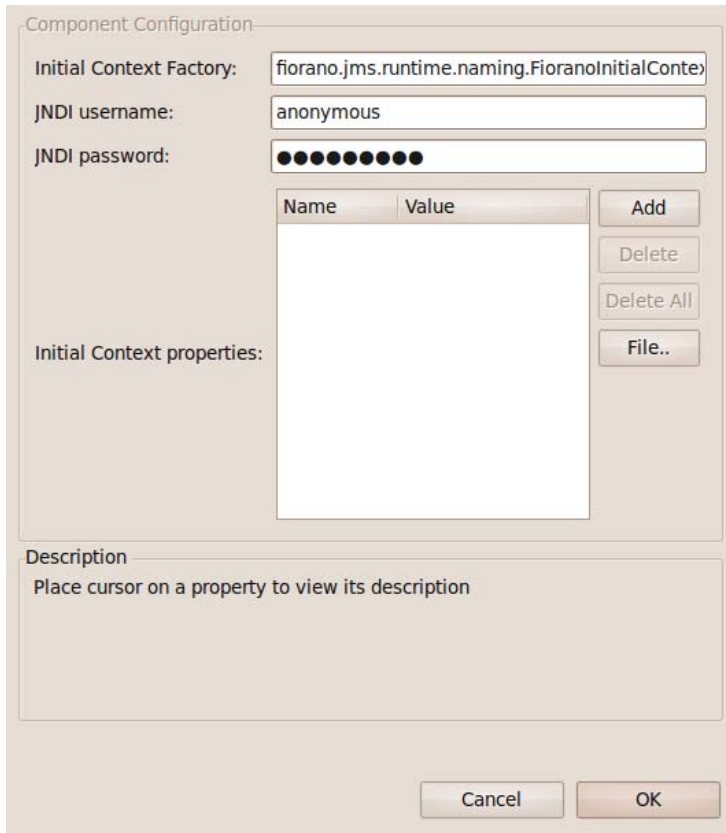 Component Configuration
Initial Context Factory: fiorano.jms.runtime.naming.FioranoInitialContex
JNDI username: anonymous
JNDI password: ●●●●●●●●●
Name Value Add
Delete
Delete All
Initial Context properties: File..
Description
Place cursor on a property to view its description
Cancel OK